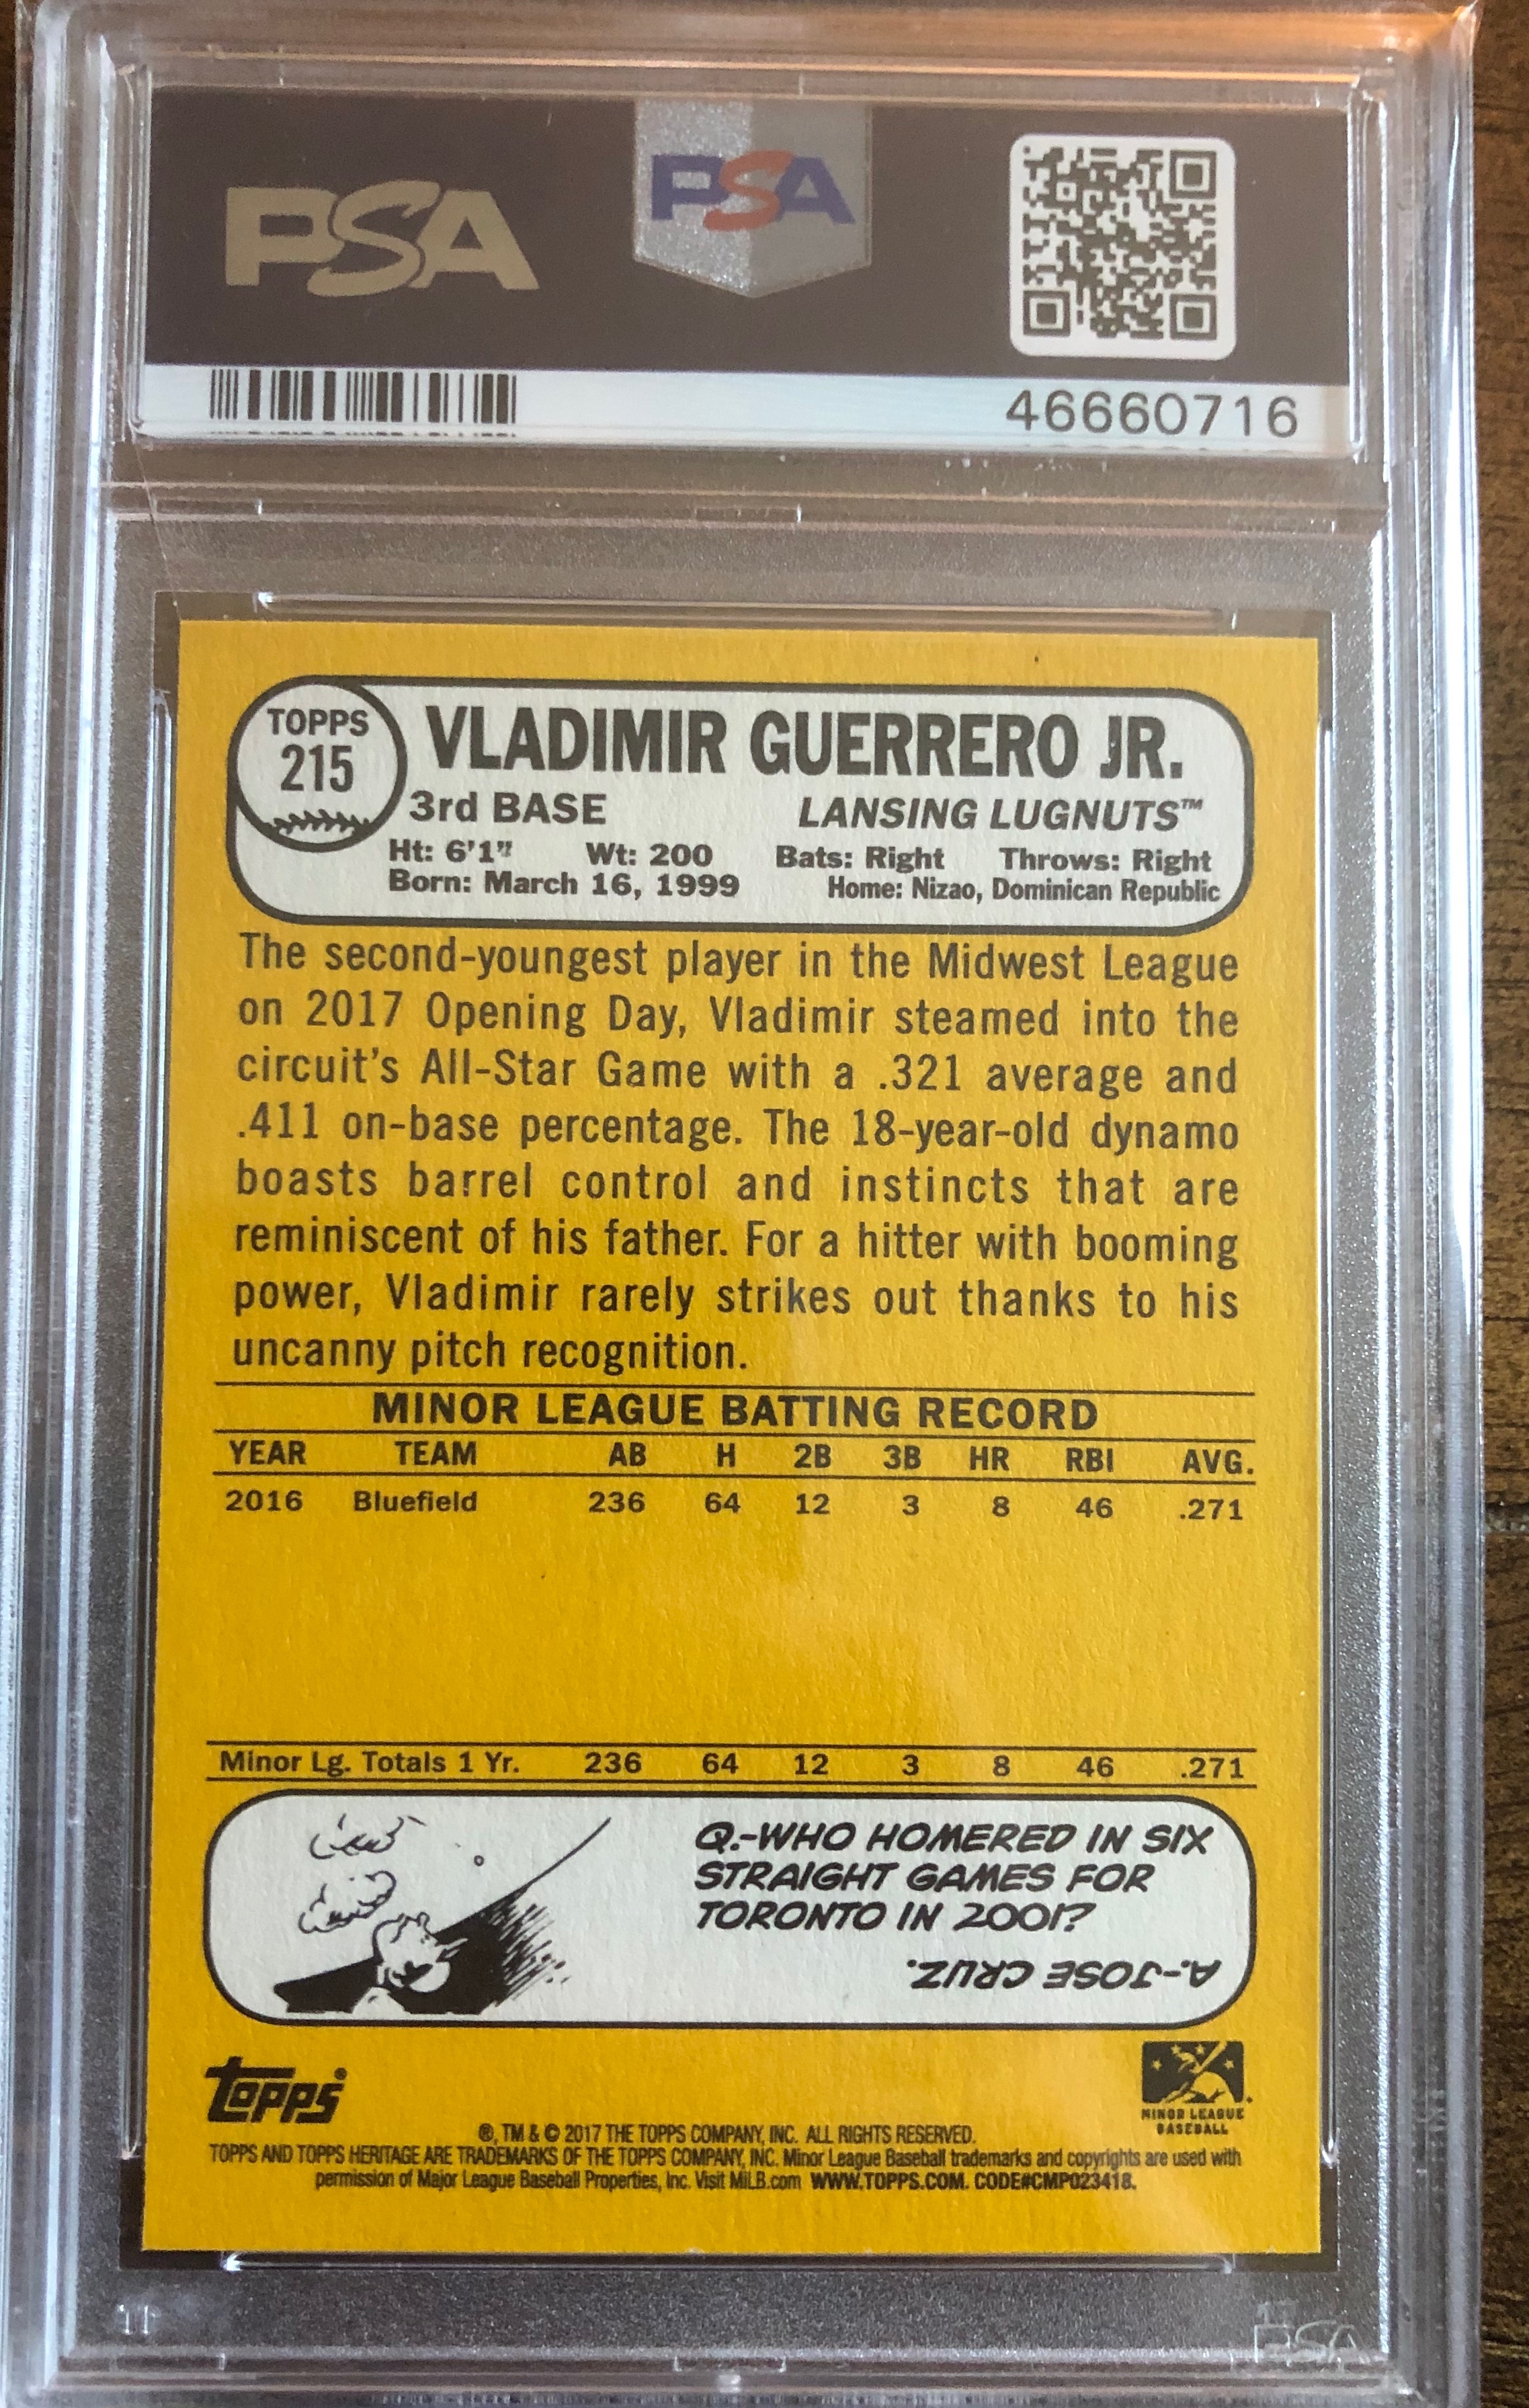 PSA
PSA
46660716
TOPPS
215
VLADIMIR GUERRERO JR.
3rd BASE LANSING LUGNUTS™
Ht: 6'1" Wt: 200 Bats: Right Throws: Right
Born: March 16, 1999 Home: Nizao, Dominican Republic
The second-youngest player in the Midwest League
on 2017 Opening Day, Vladimir steamed into the
circuit's All-Star Game with a .321 average and
.411 on-base percentage. The 18-year-old dynamo
boasts barrel control and instincts that are
reminiscent of his father. For a hitter with booming
power, Vladimir rarely strikes out thanks to his
uncanny pitch recognition.
MINOR LEAGUE BATTING RECORD
YEAR TEAM AB H 2B 3B HR RBI AVG.
2016 Bluefield 236 64 12 3 8 46 .271
Minor Lg. Totals 1 Yr. 236 64 12 3 8 46 .271
Q.-WHO HOMERED IN SIX
STRAIGHT GAMES FOR
TORONTO IN 2001?
A.-JOSE CRUZ.
Topps®
MINOR LEAGUE
BASEBALL
®, TM & © 2017 THE TOPPS COMPANY, INC. ALL RIGHTS RESERVED.
TOPPS AND TOPPS HERITAGE ARE TRADEMARKS OF THE TOPPS COMPANY, INC. Minor League Baseball trademarks and copyrights are used with
permission of Major League Baseball Properties, Inc. Visit MiLB.com WWW.TOPPS.COM. CODE#CMP023418.
PSA